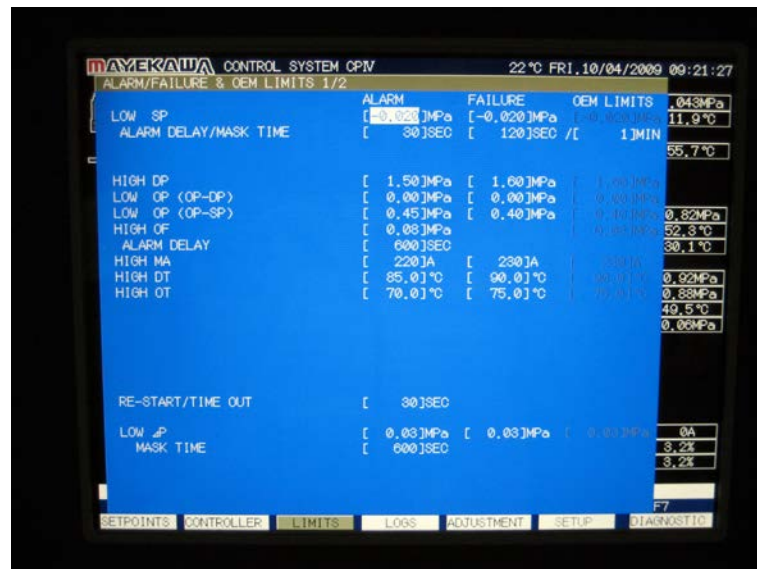 MAYEKAWA CONTROL SYSTEM CPIV 22℃ FRI.10/04/2009 09:21:27
ALARM/FAILURE & OEM LIMITS 1/2
ALARM FAILURE OEM LIMITS .043MPa
LOW SP [-0.020]MPa [-0.020]MPa 11.9℃
ALARM DELAY/MASK TIME [ 30]SEC [ 120]SEC /[ 1]MIN
55.7℃
HIGH DP [ 1.50]MPa [ 1.60]MPa
LOW OP (OP-DP) [ 0.00]MPa [ 0.00]MPa
LOW OP (OP-SP) [ 0.45]MPa [ 0.40]MPa 0.82MPa
HIGH OF [ 0.08]MPa 52.3℃
ALARM DELAY [ 600]SEC 30.1℃
HIGH MA [ 220]A [ 230]A
HIGH DT [ 85.0]℃ [ 90.0]℃ 0.92MPa
HIGH OT [ 70.0]℃ [ 75.0]℃ 0.88MPa
49.5℃
0.06MPa
RE-START/TIME OUT [ 30]SEC
LOW ⊿P [ 0.03]MPa [ 0.03]MPa 0A
MASK TIME [ 600]SEC 3.2%
3.2%
F7
SETPOINTS CONTROLLER LIMITS LOGS ADJUSTMENT SETUP DIAGNOSTIC